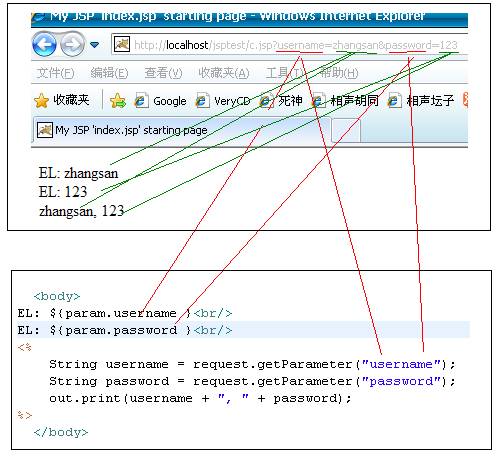 My JSP 'index.jsp' starting page - Windows Internet Explorer
http://localhost/jsptest/c.jsp?username=zhangsan&password=123
文件(F) 编辑(E) 查看(V) 收藏夹(A) 工具(T) 帮助(H)
收藏夹 Google VeryCD 死神 相声胡同 相声坛子
My JSP 'index.jsp' starting page
EL: zhangsan
EL: 123
zhangsan, 123
<body>
EL: ${param.username }<br/>
EL: ${param.password }<br/>
<%
String username = request.getParameter("username");
String password = request.getParameter("password");
out.print(username + ", " + password);
%>
</body>